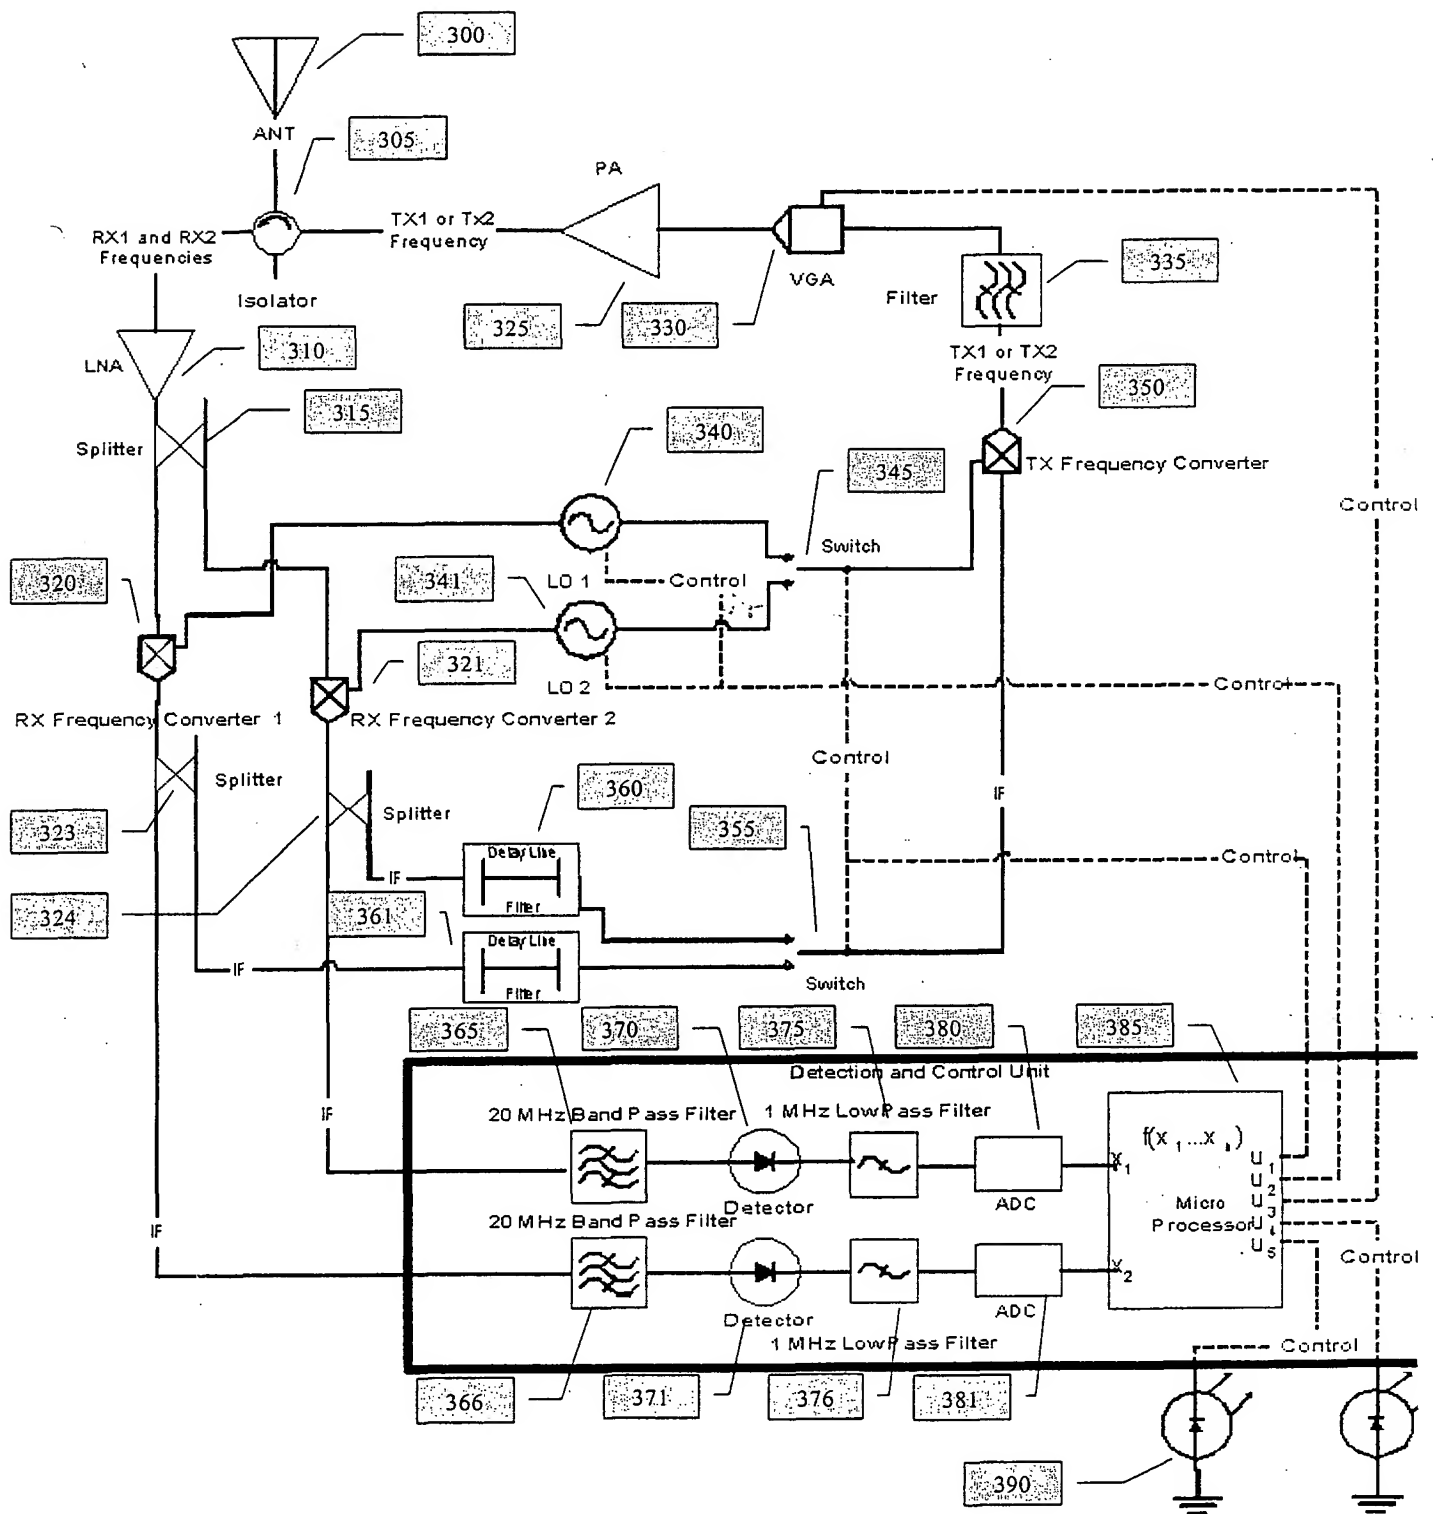 300
ANT
305
PA
RX1 and RX2
Frequencies
TX1 or Tx2
Frequency
VGA
Isolator
Filter
335
325
330
LNA
310
TX1 or TX2
Frequency
350
315
Splitter
340
345
TX Frequency Converter
Control
Switch
320
341
LO 1
Control
321
LO 2
Control
RX Frequency Converter 1
RX Frequency Converter 2
Control
Splitter
360
IF
323
Splitter
355
Delay Line
Filter
IF
Control
324
361
Delay Line
Filter
IF
Switch
365
370
375
380
385
Detection and Control Unit
IF
20 MHz Band Pass Filter
1 MHz Low Pass Filter
f(x 1 ...x n )
X1
U1
U2
U3
U4
U5
Detector
ADC
Micro
Processor
20 MHz Band Pass Filter
IF
Control
X2
Detector
ADC
1 MHz Low Pass Filter
Control
366
371
376
381
390